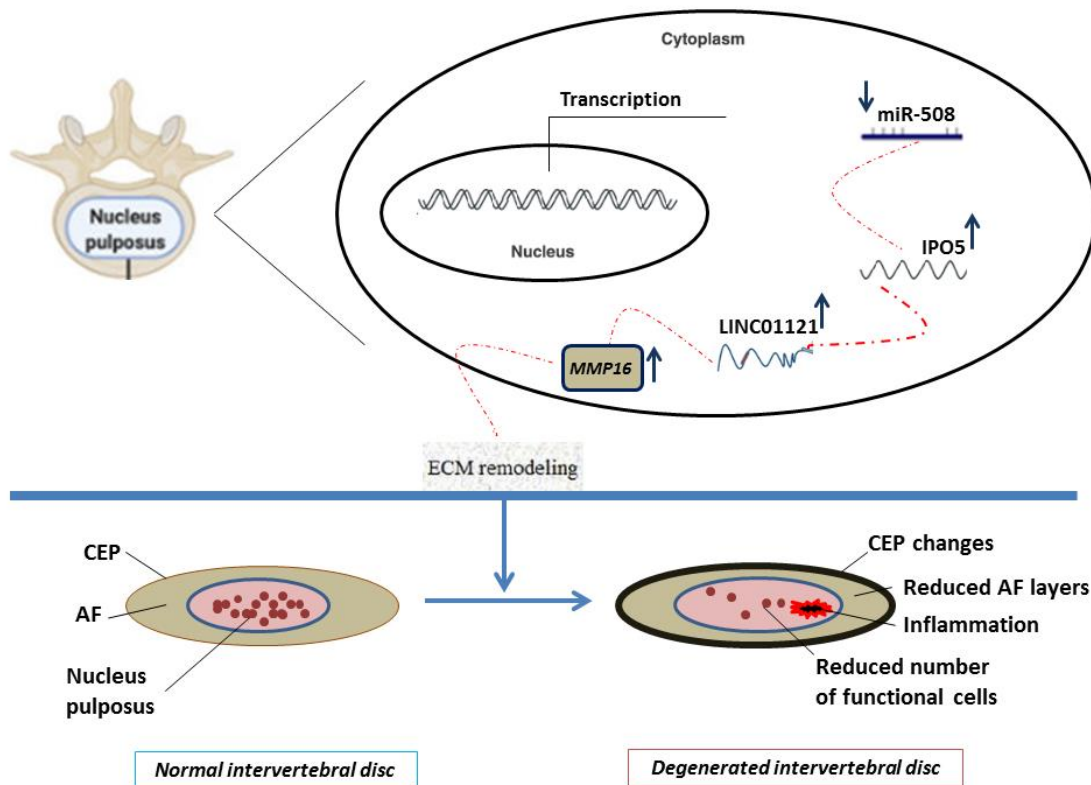 Cytoplasm
Transcription
miR-508
Nucleus
pulposus
Nucleus
IPO5
LINC01121
MMP16
ECM remodeling
CEP
AF
Nucleus
pulposus
CEP changes
Reduced AF layers
Inflammation
Reduced number
of functional cells
Normal intervertebral disc
Degenerated intervertebral disc